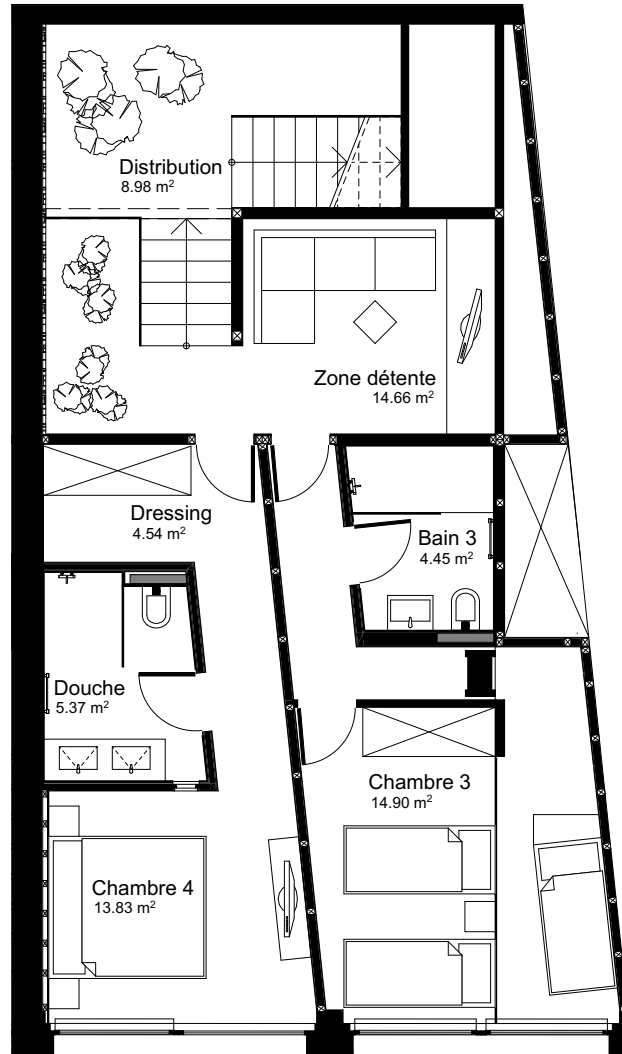 Distribution
8.98 m²
Zone détente
14.66 m²
Dressing
4.54 m²
Bain 3
4.45 m²
Douche
5.37 m²
Chambre 3
14.90 m²
Chambre 4
13.83 m²